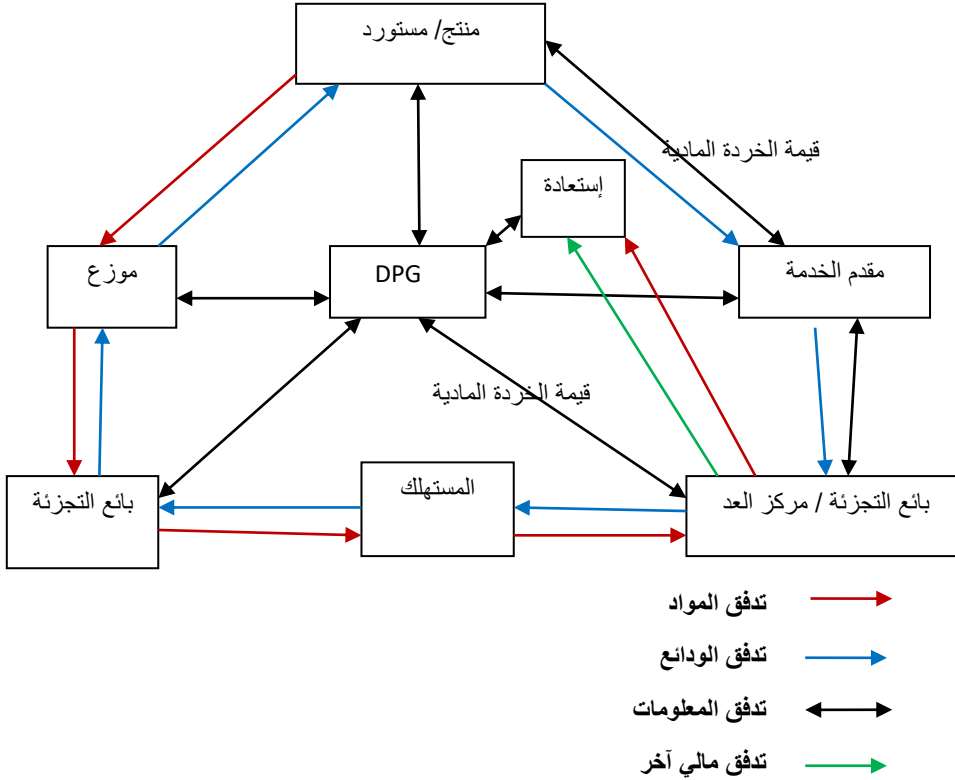 منتج/ مستورد
قيمة الخردة المادية
إستعادة
مقدم الخدمة
DPG
موزع
قيمة الخردة المادية
بائع التجزئة / مركز العد
المستهلك
بائع التجزئة
تدفق المواد
تدفق الودائع
تدفق المعلومات
تدفق مالي آخر